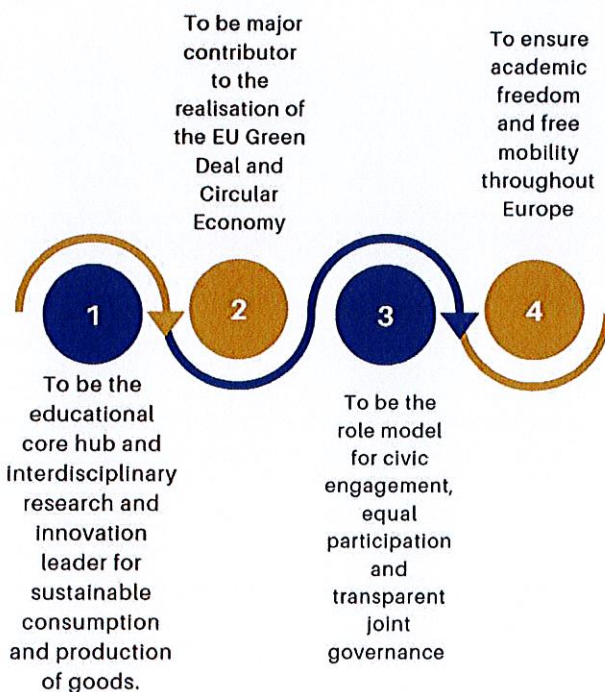 1
To be the
educational
core hub and
interdisciplinary
research and
innovation
leader for
sustainable
consumption
and production
of goods.
To be major
contributor
to the
realisation of
the EU Green
Deal and
Circular
Economy
2
3
To be the
role model
for civic
engagement,
equal
participation
and
transparent
joint
governance
To ensure
academic
freedom
and free
mobility
throughout
Europe
4